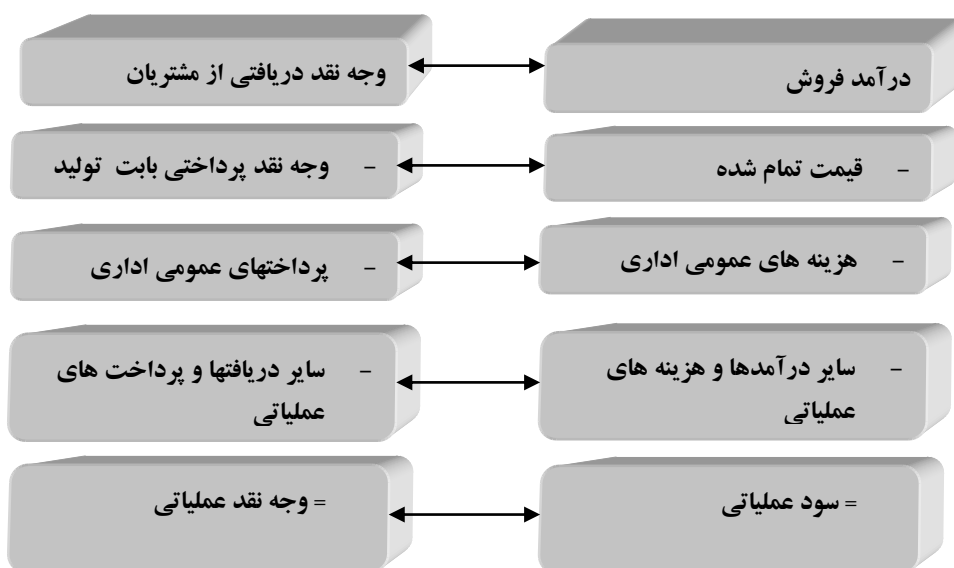 درآمد فروش
وجه نقد دریافتی از مشتریان
- قیمت تمام شده
- وجه نقد پرداختی بابت تولید
- هزینه های عمومی اداری
- پرداختهای عمومی اداری
- سایر درآمدها و هزینه های
عملیاتی
- سایر دریافتها و پرداخت های
عملیاتی
= سود عملیاتی
= وجه نقد عملیاتی